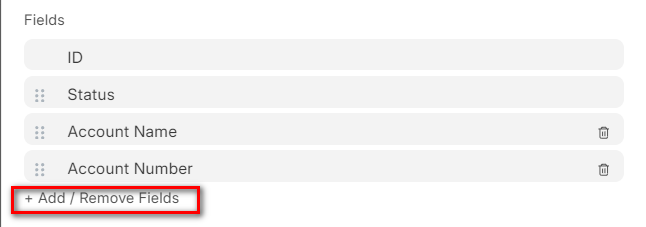 Fields
ID
Status
Account Name
Account Number
+ Add / Remove Fields